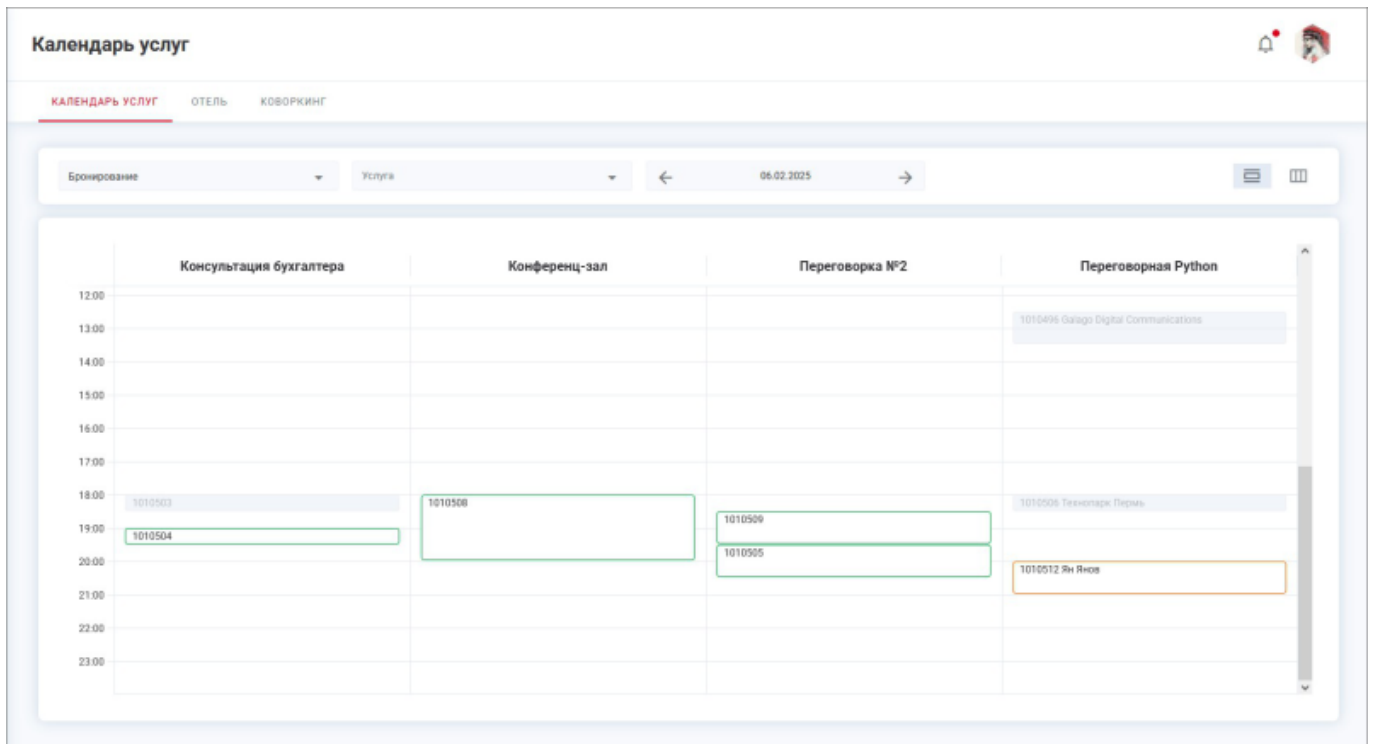 Календарь услуг
КАЛЕНДАРЬ УСЛУГ ОТЕЛЬ КОВОРКИНГ
Бронирование Услуга 06.02.2025
Консультация бухгалтера Конференц-зал Переговорка №2 Переговорная Python
12:00
1010496 Galago Digital Communications
13:00
14:00
15:00
16:00
17:00
18:00 1010503 1010508 1010506 Технопарк Пермь
1010509
19:00 1010504
1010505
20:00 1010512 Ян Янов
21:00
22:00
23:00